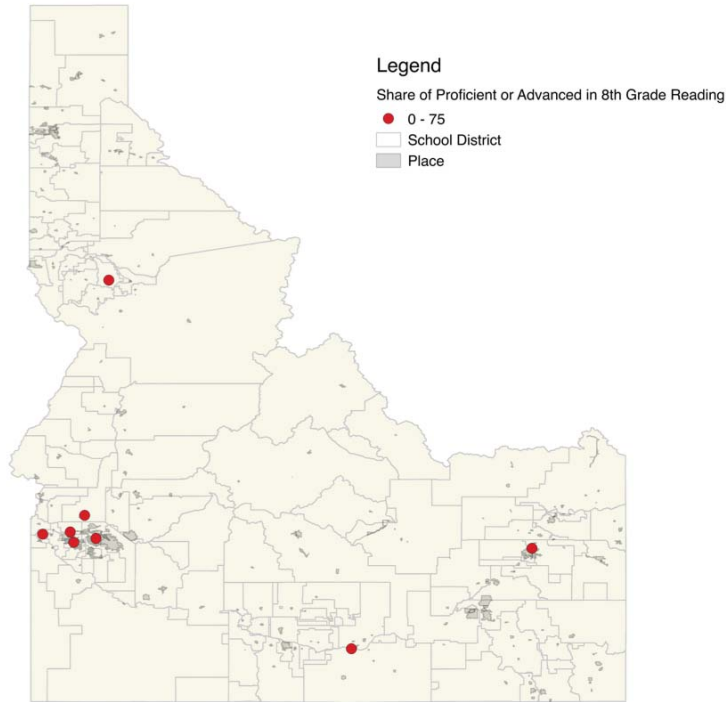 Legend
Share of Proficient or Advanced in 8th Grade Reading
0 - 75
School District
Place